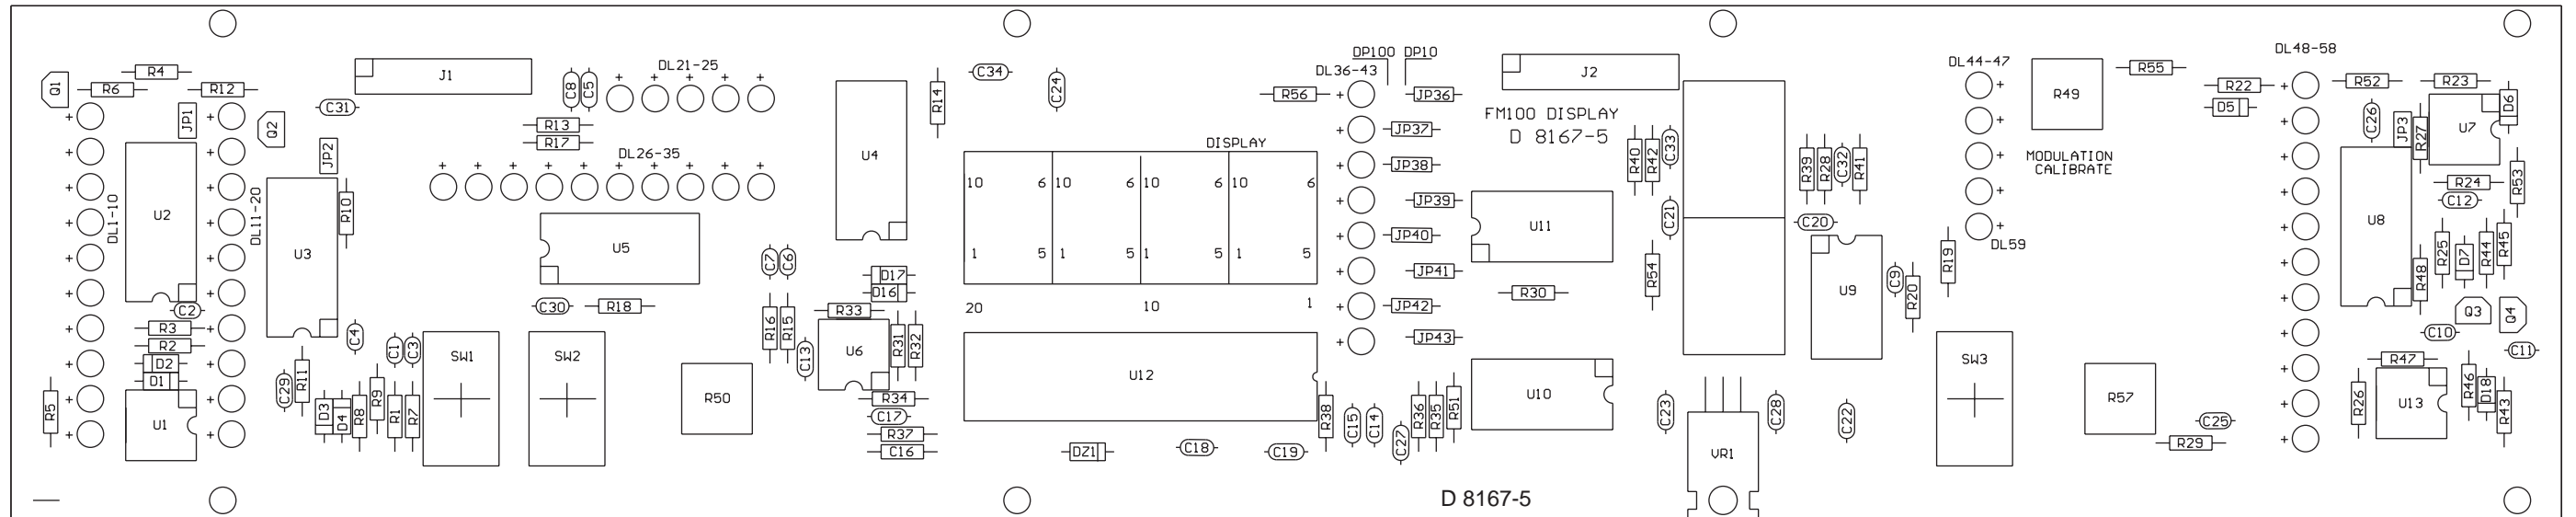 DP100 DP10
DL48-58
DL21-25
DL36-43
DL44-47
Q1
R4
R6
R12
J1
C8
C5
C34
C24
R14
R56
JP36
J2
R49
R55
R22
D5
R52
R23
D6
C31
JP1
Q2
R13
R17
JP37
FM100 DISPLAY
D 8167-5
C26
JP3
R27
U7
JP2
DL26-35
U4
DISPLAY
JP38
R40
R42
C33
R39
R28
C32
R41
MODULATION
CALIBRATE
R24
R53
10 6 10 6 10 6 10 6
JP39
C12
DL1-10
U2
DL11-20
R10
U3
U5
JP40
U11
C21
C20
DL59
U8
R25
D7
R44
R45
1 5 1 5 1 5 1 5
C7
C6
D17
D16
JP41
R54
R19
R48
U9
C9
R20
C2
C30
R18
R30
20 10 1
JP42
R33
R3
R2
D2
D1
C4
C1
C3
SW1
SW2
R16
R15
C13
U6
R31
R32
JP43
Q3
Q4
C10
C11
U12
SW3
R47
R5
U1
C29
R11
D3
D4
R8
R9
R1
R7
R50
R34
C17
R37
C16
R38
C15
C14
C27
R36
R35
R51
U10
C23
C28
C22
R57
C25
R29
R26
U13
R46
D18
R43
DZ1
C18
C19
VR1
D 8167-5